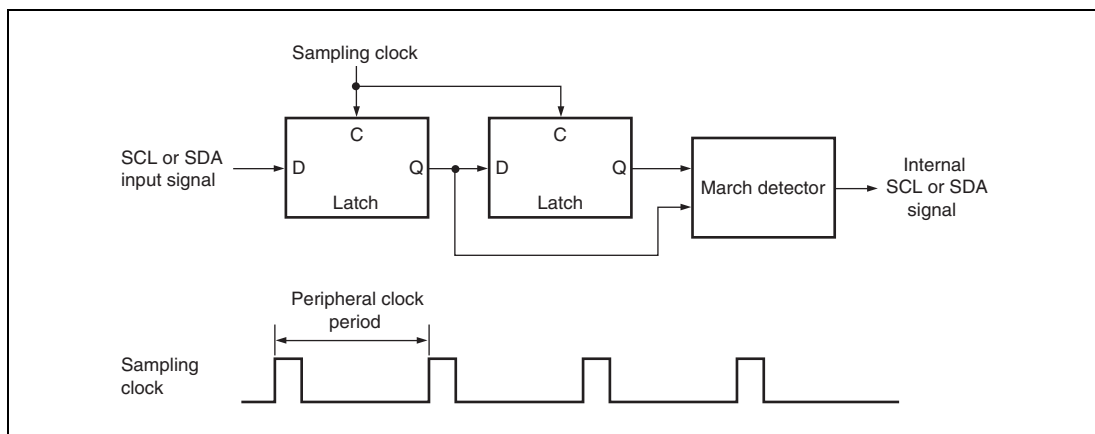 Sampling clock
SCL or SDA
input signal
C
D
Q
Latch
C
D
Q
Latch
March detector
Internal
SCL or SDA
signal
Peripheral clock
period
Sampling
clock